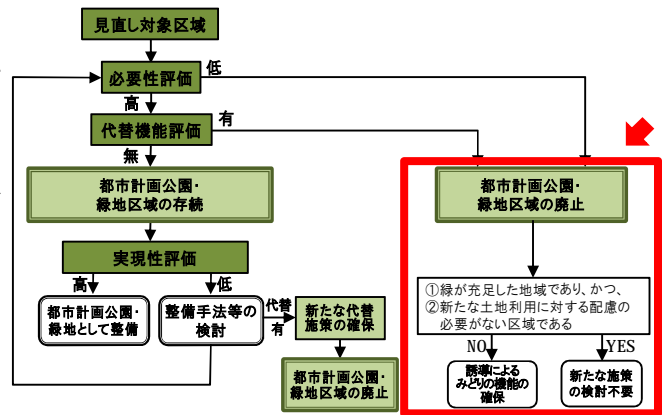 見直し対象区域
必要性評価
低
高
代替機能評価
有
無
都市計画公園・
緑地区域の存続
都市計画公園・
緑地区域の廃止
実現性評価
高
低
都市計画公園・
緑地として整備
整備手法等の
検討
代替
有
新たな代替
施策の確保
都市計画公園・
緑地区域の廃止
①緑が充足した地域であり、かつ、
②新たな土地利用に対する配慮の
必要がない区域である
NO
YES
誘導による
みどりの機能の
確保
新たな施策
の検討不要